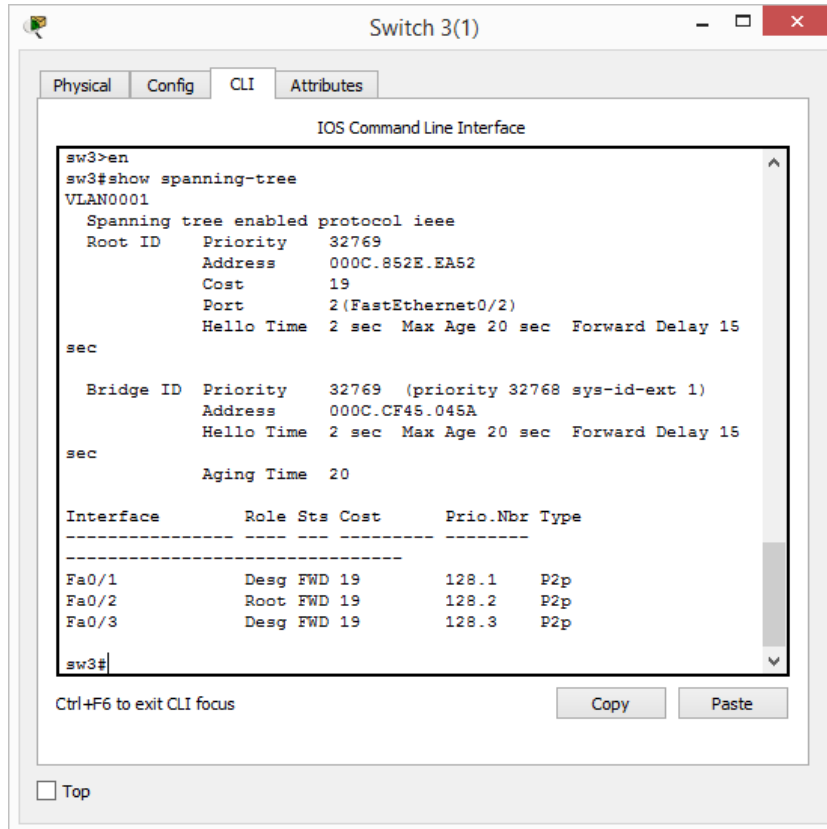 Switch 3(1)
Physical Config CLI Attributes
IOS Command Line Interface
sw3>en
sw3#show spanning-tree
VLAN0001
  Spanning tree enabled protocol ieee
  Root ID    Priority    32769
             Address     000C.852E.EA52
             Cost        19
             Port        2(FastEthernet0/2)
             Hello Time  2 sec  Max Age 20 sec  Forward Delay 15
sec
  Bridge ID  Priority    32769  (priority 32768 sys-id-ext 1)
             Address     000C.CF45.045A
             Hello Time  2 sec  Max Age 20 sec  Forward Delay 15
sec
             Aging Time  20
Interface        Role Sts Cost      Prio.Nbr Type
---------------- ---- --- --------- --------
--------------------------------
Fa0/1            Desg FWD 19        128.1    P2p
Fa0/2            Root FWD 19        128.2    P2p
Fa0/3            Desg FWD 19        128.3    P2p
sw3#
Ctrl+F6 to exit CLI focus Copy Paste
Top